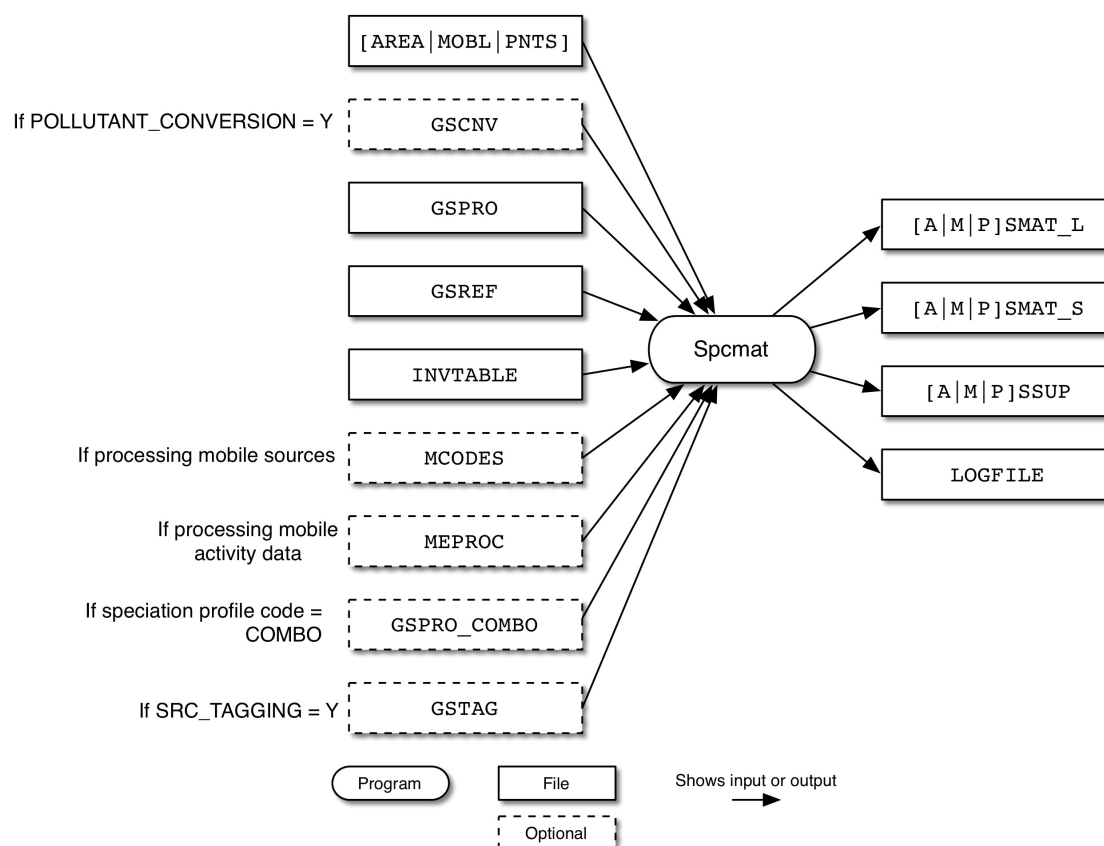 [AREA|MOBL|PNTS]
If POLLUTANT_CONVERSION = Y
GSCNV
GSPRO
GSREF
INVTABLE
If processing mobile sources
MCODES
If processing mobile
activity data
MEPROC
If speciation profile code =
COMBO
GSPRO_COMBO
If SRC_TAGGING = Y
GSTAG
Spcmat
[A|M|P]SMAT_L
[A|M|P]SMAT_S
[A|M|P]SSUP
LOGFILE
Program
File
Shows input or output
Optional